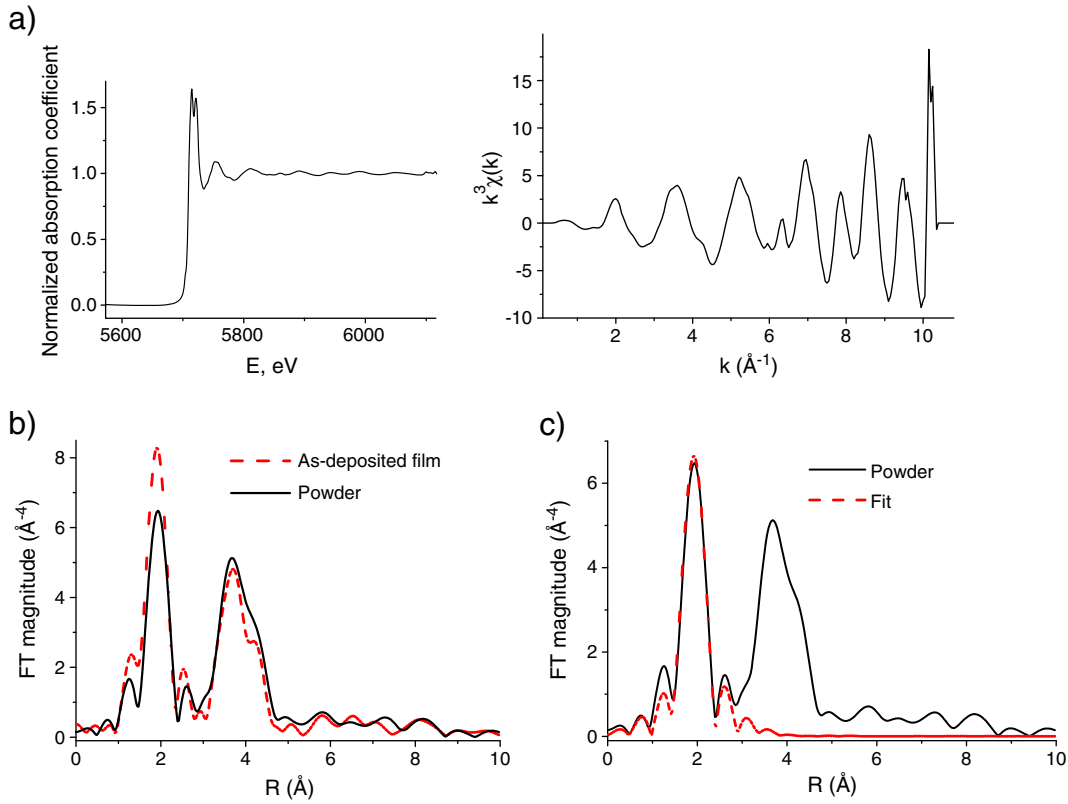 a)
Normalized absorption coefficient
1.5
1.0
0.5
0.0
5600
5800
6000
E, eV
k³χ(k)
15
10
5
0
-5
-10
2
4
6
8
10
k (Å⁻¹)
b)
FT magnitude (Å⁻⁴)
8
6
4
2
0
As-deposited film
Powder
0
2
4
6
8
10
R (Å)
c)
FT magnitude (Å⁻⁴)
6
4
2
0
Powder
Fit
0
2
4
6
8
10
R (Å)